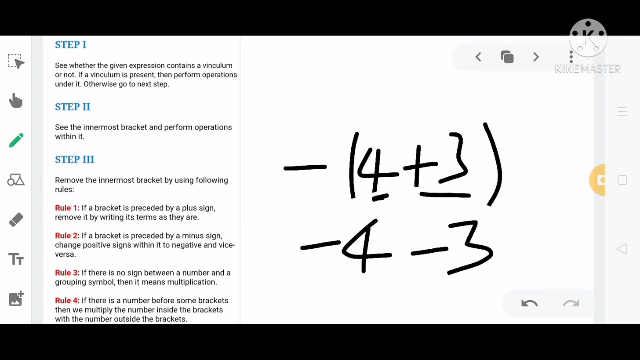 STEP I
See whether the given expression contains a vinculum
or not. If a vinculum is present, then perform operations
under it. Otherwise go to next step.
STEP II
See the innermost bracket and perform operations
within it.
STEP III
Remove the innermost bracket by using following
rules:
Rule 1: If a bracket is preceded by a plus sign,
remove it by writing its terms as they are.
Rule 2: If a bracket is preceded by a minus sign,
change positive signs within it to negative and vice-
versa.
Rule 3: If there is no sign between a number and a
grouping symbol, then it means multiplication.
Rule 4: If there is a number before some brackets
then we multiply the number inside the brackets
with the number outside the brackets.
Tт
KINEMASTER
-(4+3)
-4-3